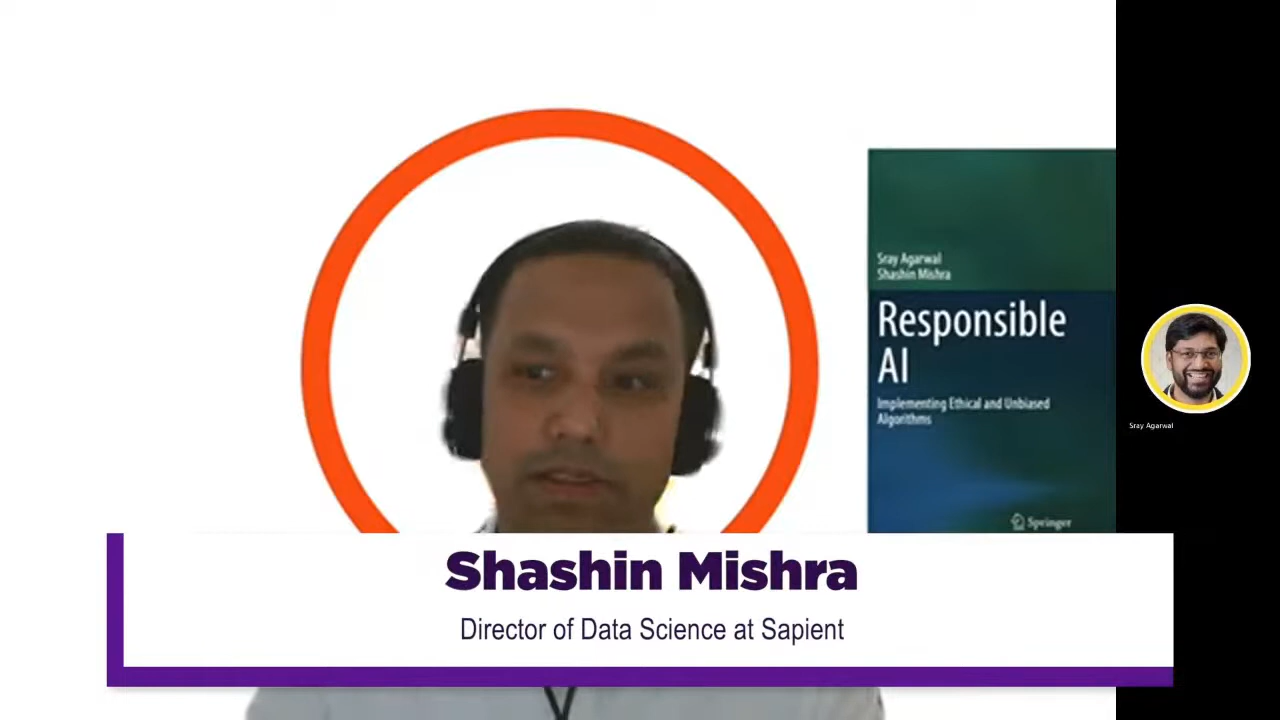 Sray Agarwal
Shashin Mishra
Responsible
AI
Implementing Ethical and Unbiased
Algorithms
Springer
Sray Agarwal
Shashin Mishra
Director of Data Science at Sapient